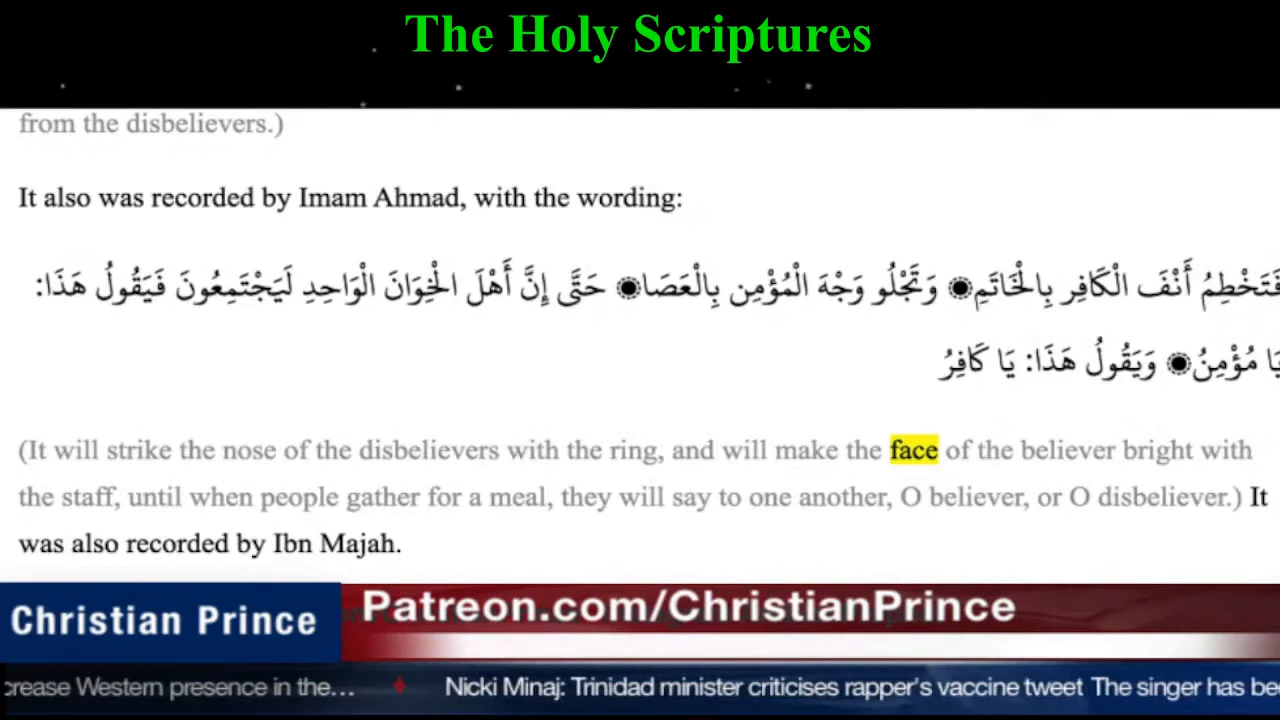 The Holy Scriptures
from the disbelievers.)
It also was recorded by Imam Ahmad, with the wording:
فَتَخْطِمُ أَنْفَ الْكَافِر بِالْخَاتَمِ، وَتَجْلُو وَجْهَ الْمُؤْمِن بِالْعَصَا، حَتَّى إِنَّ أَهْلَ الْخِوَانَ الْوَاحِدِ لَيَجْتَمِعُونَ فَيَقُولُ هَذَا:
يَا مُؤْمِنُ، وَيَقُولُ هَذَا: يَا كَافِرُ
(It will strike the nose of the disbelievers with the ring, and will make the face of the believer bright with
the staff, until when people gather for a meal, they will say to one another, O believer, or O disbeliever.) It
was also recorded by Ibn Majah.
Christian Prince
Patreon.com/ChristianPrince
crease Western presence in the... Nicki Minaj: Trinidad minister criticises rapper's vaccine tweet The singer has be